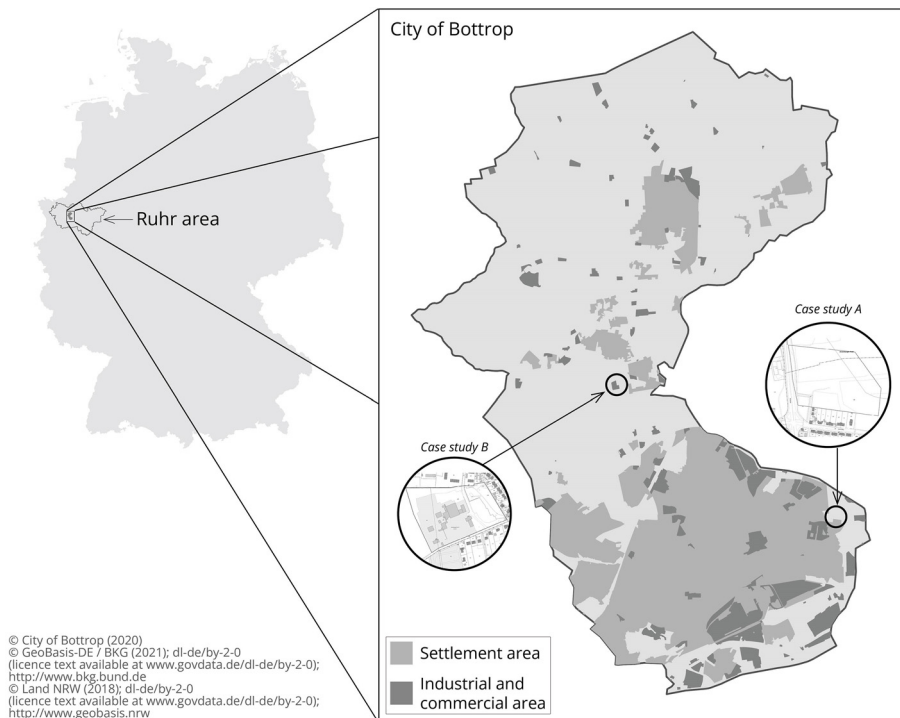 City of Bottrop
Ruhr area
Case study A
Case study B
© City of Bottrop (2020)
© GeoBasis-DE / BKG (2021); dl-de/by-2-0
(licence text available at www.govdata.de/dl-de/by-2-0);
http://www.bkg.bund.de
© Land NRW (2018); dl-de/by-2-0
(licence text available at www.govdata.de/dl-de/by-2-0);
http://www.geobasis.nrw
Settlement area
Industrial and
commercial area